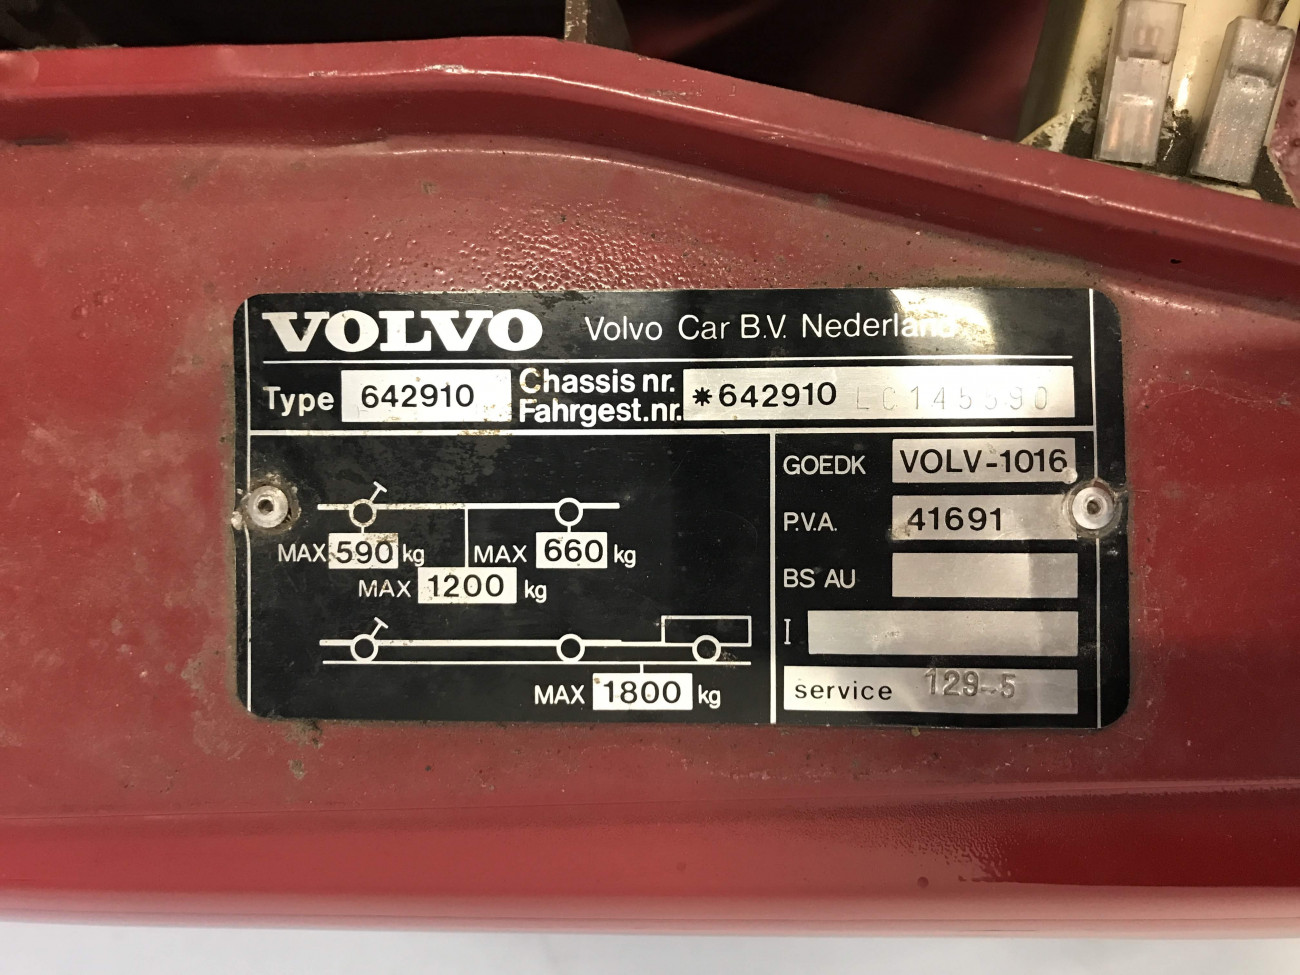 VOLVO Volvo Car B.V. Nederland
Type 642910 Chassis nr. Fahrgest.nr. *642910 LC145590
GOEDK VOLV-1016
P.V.A. 41691
MAX 590 kg MAX 660 kg
BS AU
MAX 1200 kg
I
MAX 1800 kg
service 129-5